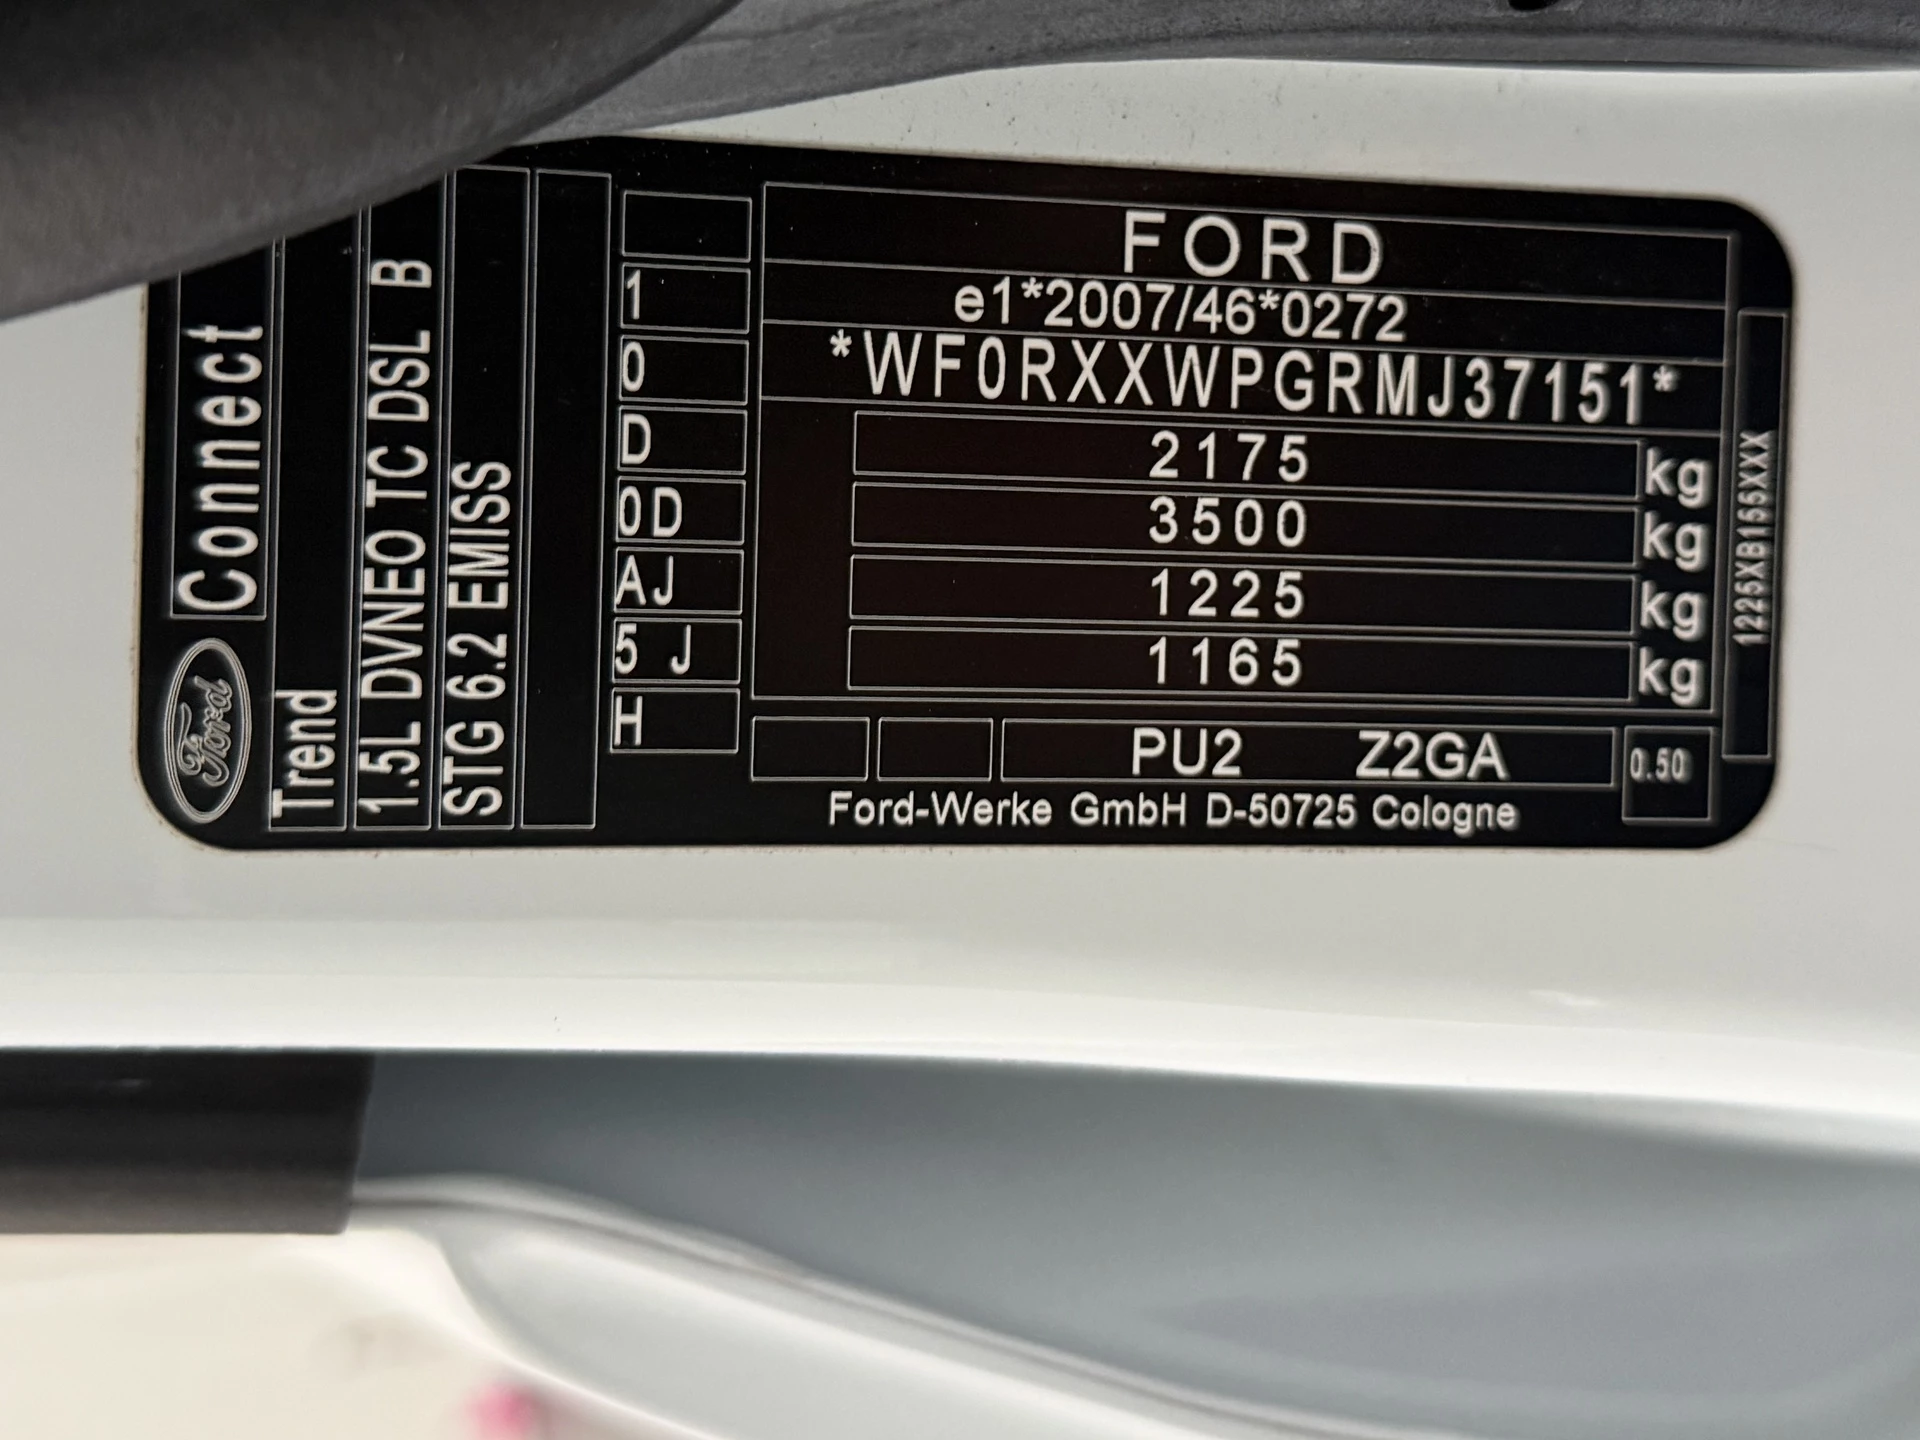 FORD
e1*2007/46*0272
*WF0RXXWPGRMJ37151*
2175 kg
3500 kg
1225 kg
1165 kg
PU2 Z2GA
0.50
Ford-Werke GmbH D-50725 Cologne
1225XB155XXX
1
0
D
0D
AJ
5 J
H
Ford
Connect
Trend
1.5L DVNEO TC DSL B
STG 6.2 EMISS